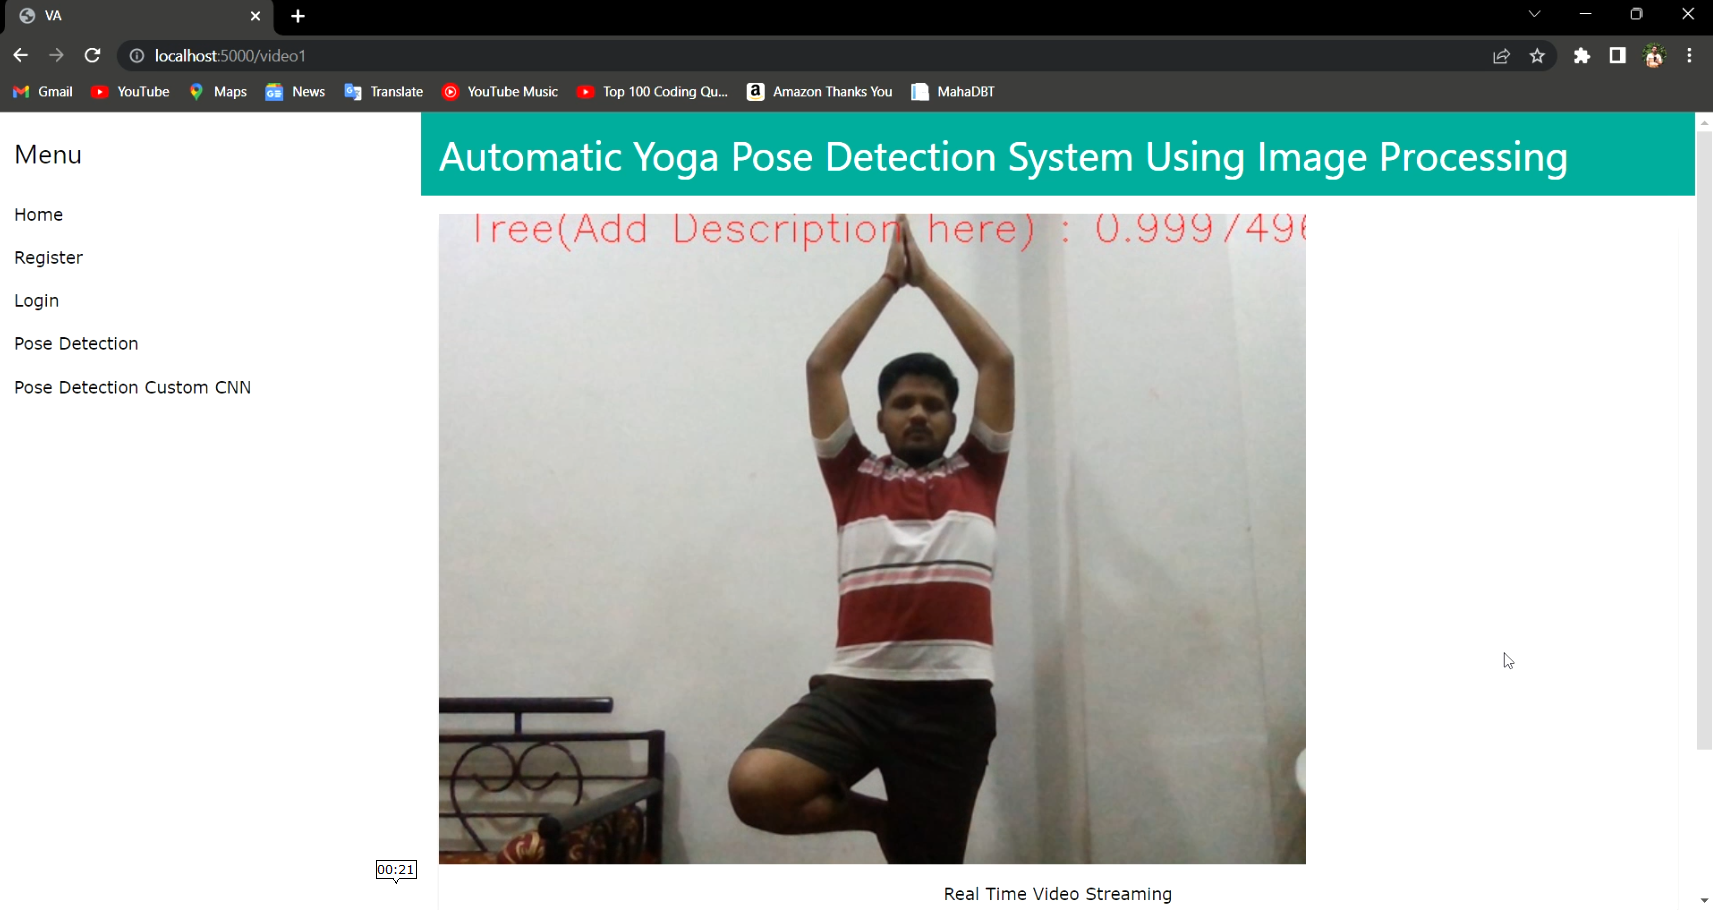 VA
localhost:5000/video1
Gmail YouTube Maps News Translate YouTube Music Top 100 Coding Qu... Amazon Thanks You MahaDBT
Menu
Home
Register
Login
Pose Detection
Pose Detection Custom CNN
Automatic Yoga Pose Detection System Using Image Processing
Tree(Add Description here) : 0.9997496
Real Time Video Streaming
00:21